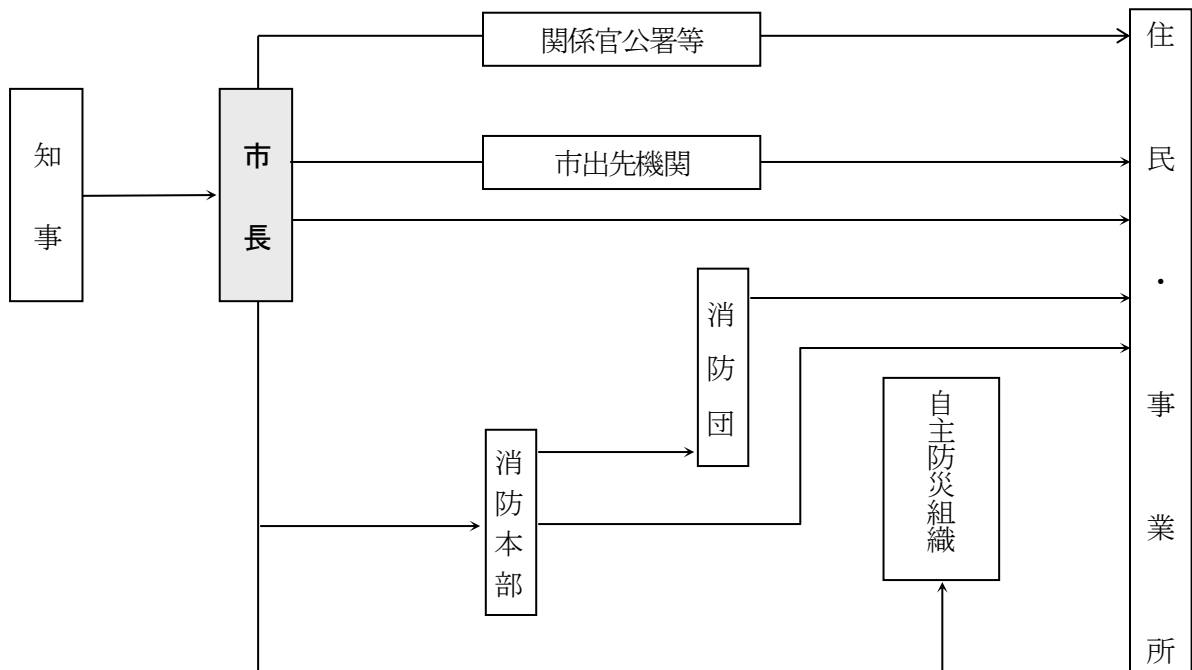 関係官公署等
知事
市長
市出先機関
消防団
消防本部
自主防災組織
住民・事業所